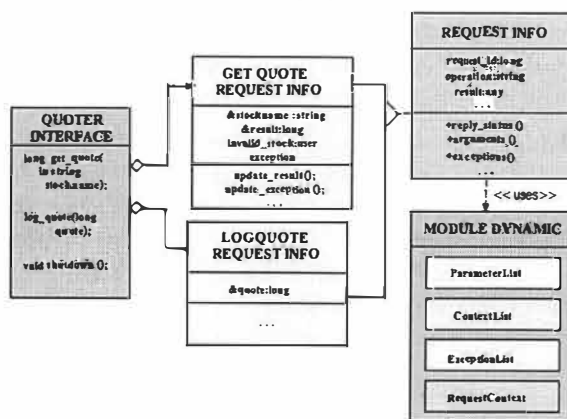 QUOTER
INTERFACE
long get_quote(
in string
stockname);
log_quote(long
quote);
void shutdown();
GET QUOTE
REQUEST INFO
&stockname :string
&result:long
invalid_stock:user
exception
update_result();
update_exception();
...
LOGQUOTE
REQUEST INFO
&quote:long
...
REQUEST INFO
request_id:long
operation:string
result:any
...
+reply_status()
+arguments()
+exceptions()
...
<< uses>>
MODULE DYNAMIC
ParameterList
ContextList
ExceptionList
RequestContext